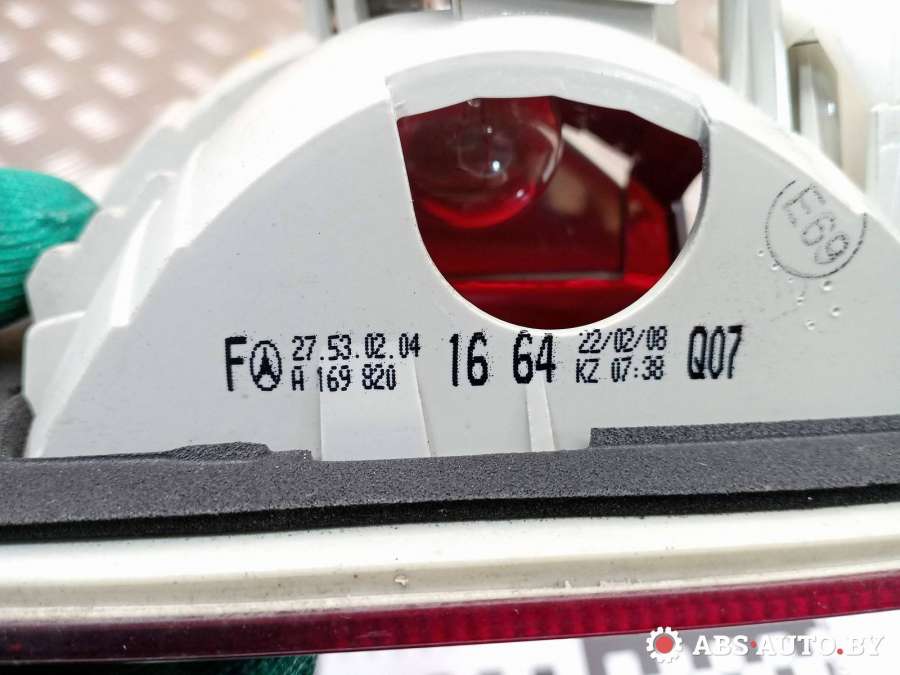 E69
F 27.53.02.04 16 64 22/02/08 Q07
A 169 820 KZ 07:38
ABS-AUTO.BY